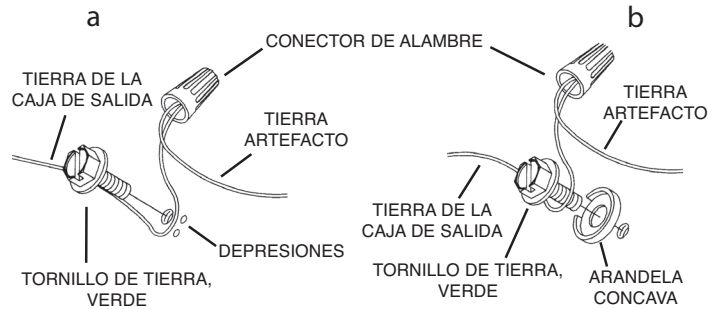 a
b
CONECTOR DE ALAMBRE
TIERRA DE LA
CAJA DE SALIDA
TIERRA
ARTEFACTO
TIERRA
ARTEFACTO
TIERRA DE LA
CAJA DE SALIDA
DEPRESIONES
TORNILLO DE TIERRA,
VERDE
TORNILLO DE TIERRA,
VERDE
ARANDELA
CONCAVA